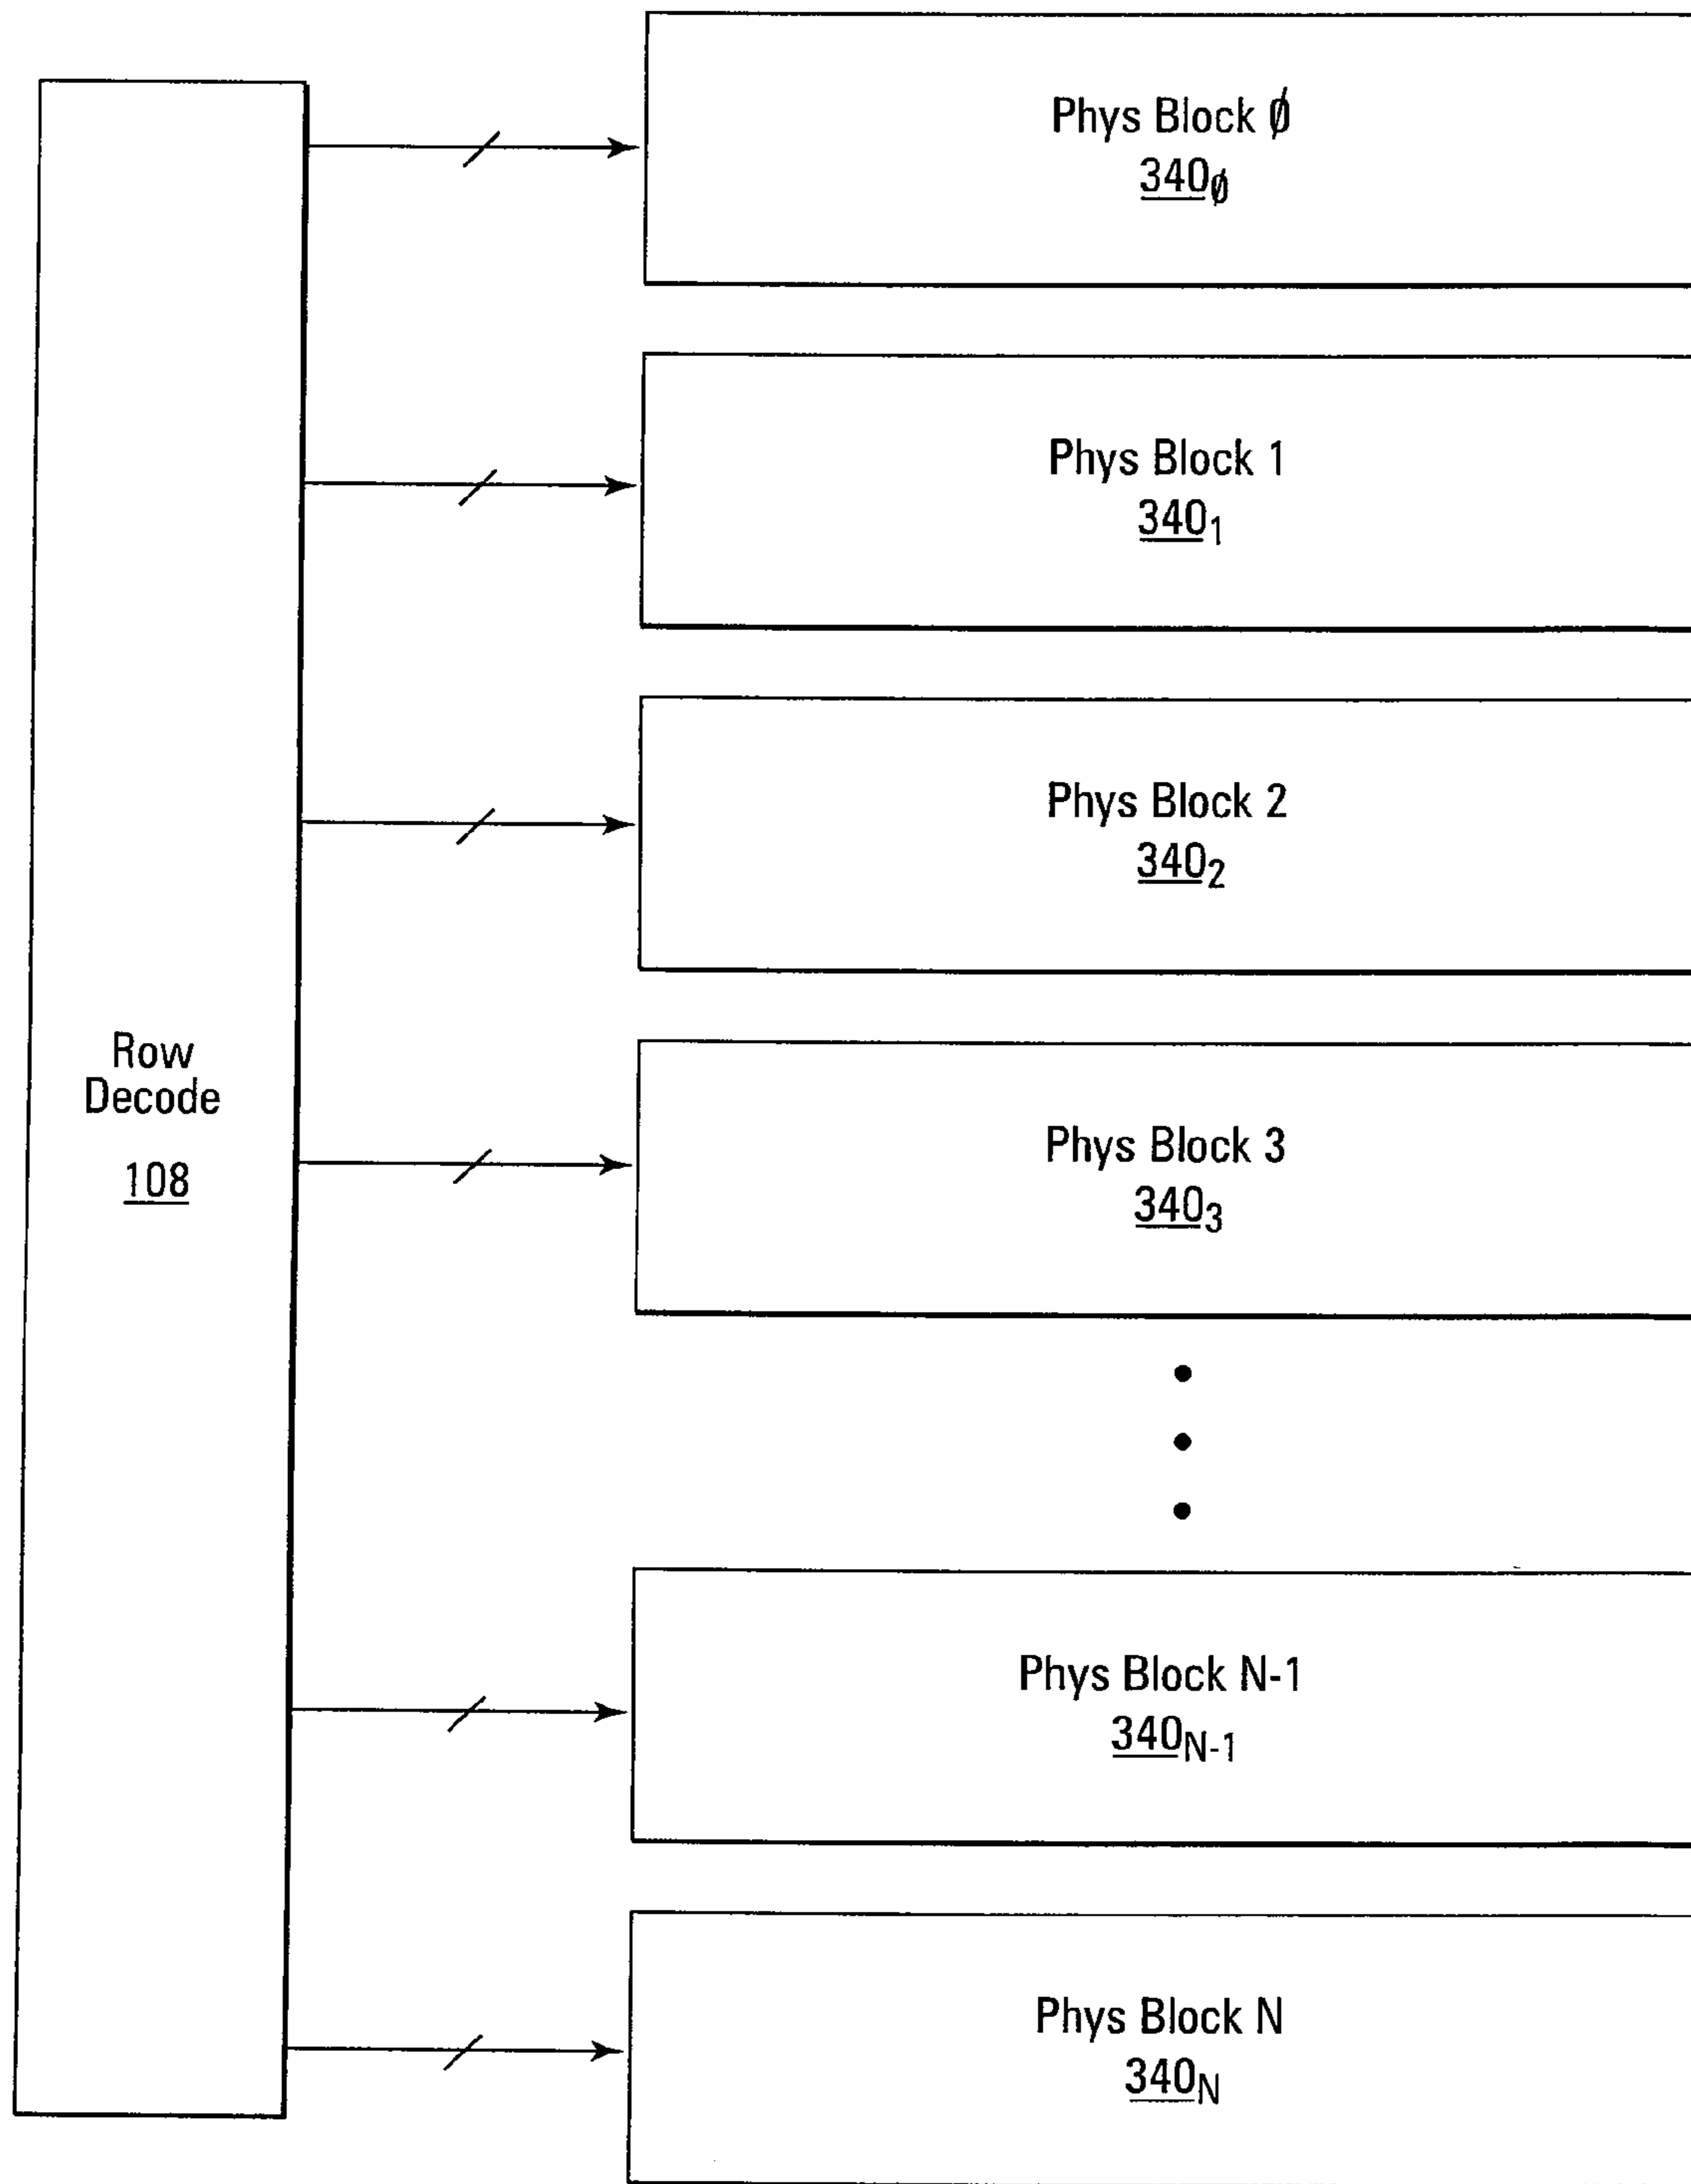 Phys Block ∅
340∅
Phys Block 1
340₁
Phys Block 2
340₂
Row
Decode
108
Phys Block 3
340₃
Phys Block N-1
340N-1
Phys Block N
340N